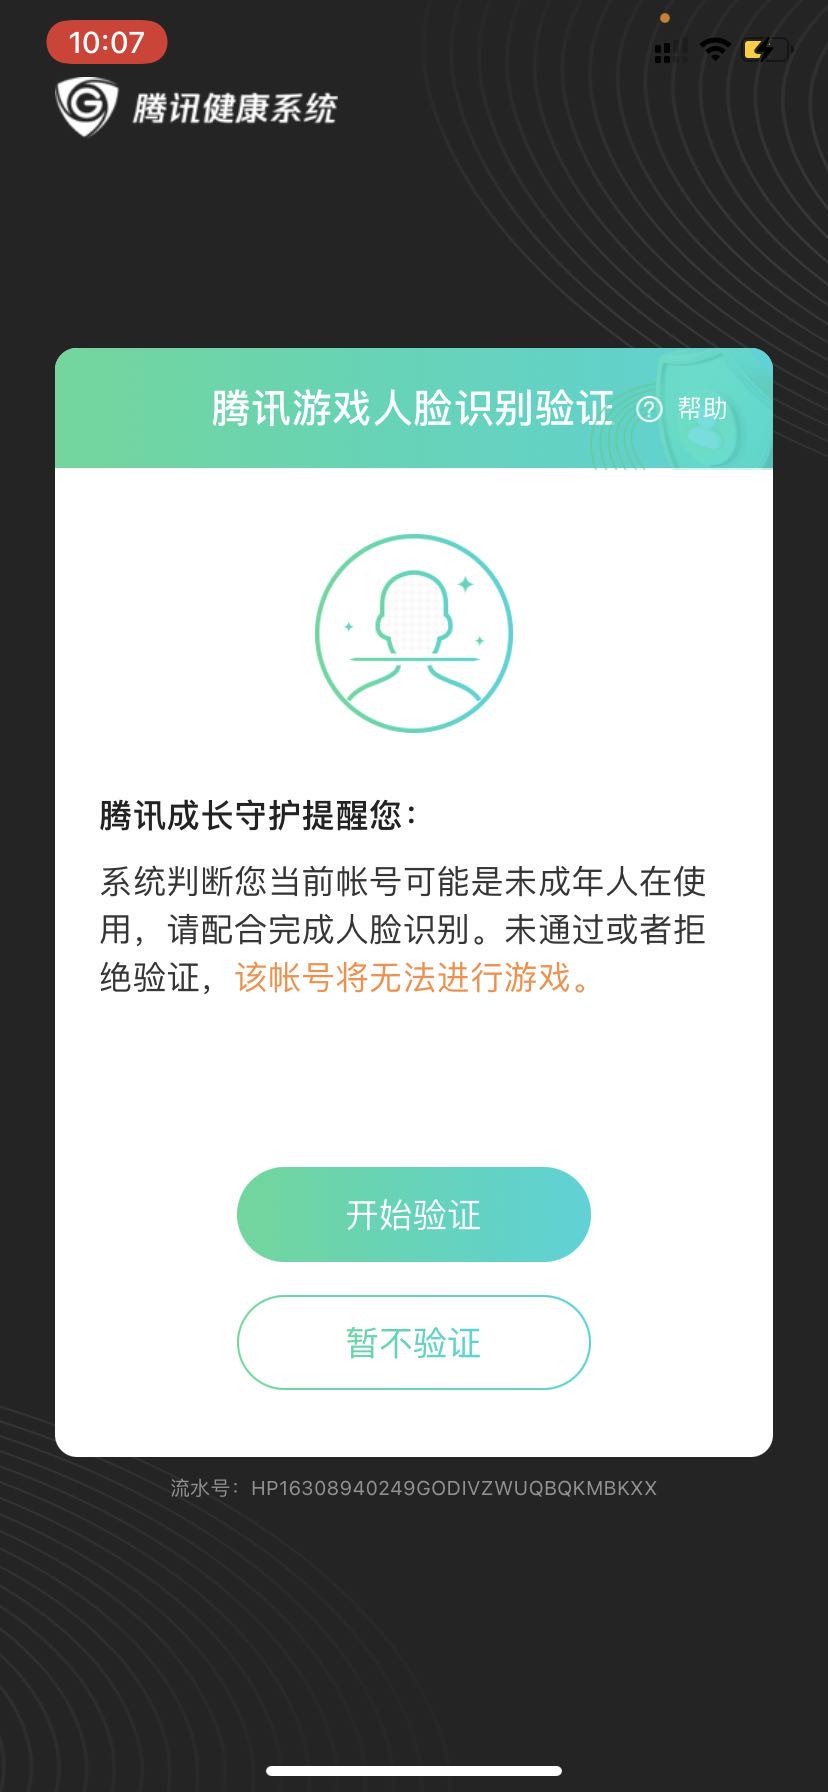 10:07
腾讯健康系统
腾讯游戏人脸识别验证
帮助
腾讯成长守护提醒您：
系统判断您当前帐号可能是未成年人在使
用，请配合完成人脸识别。未通过或者拒
绝验证，该帐号将无法进行游戏。
开始验证
暂不验证
流水号：HP16308940249GODIVZWUQBQKMBKXX